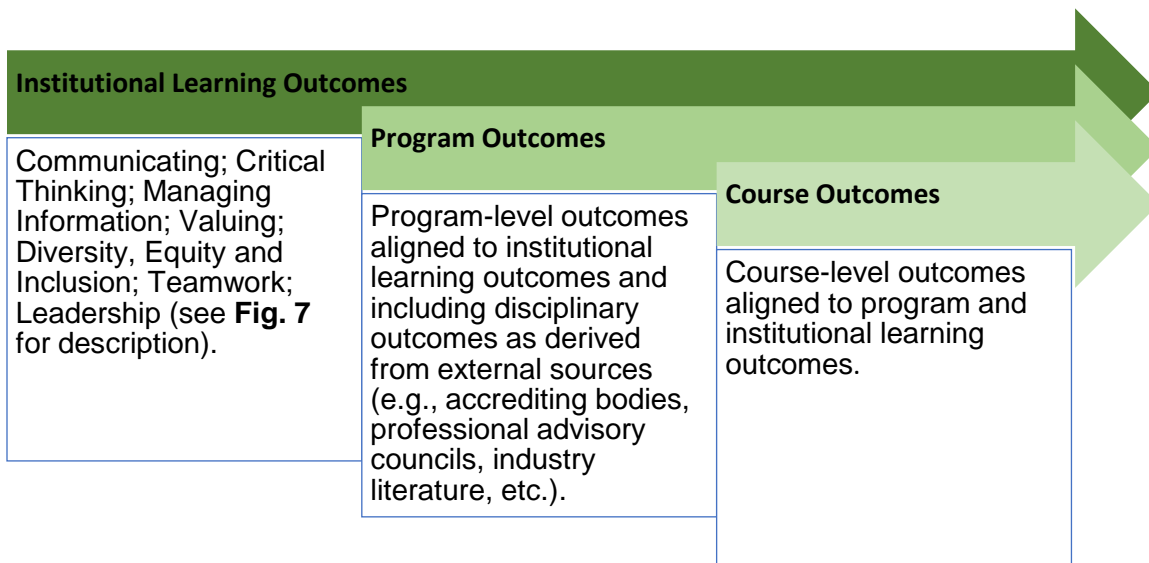 Institutional Learning Outcomes
Communicating; Critical
Thinking; Managing
Information; Valuing;
Diversity, Equity and
Inclusion; Teamwork;
Leadership (see Fig. 7
for description).
Program Outcomes
Program-level outcomes
aligned to institutional
learning outcomes and
including disciplinary
outcomes as derived
from external sources
(e.g., accrediting bodies,
professional advisory
councils, industry
literature, etc.).
Course Outcomes
Course-level outcomes
aligned to program and
institutional learning
outcomes.